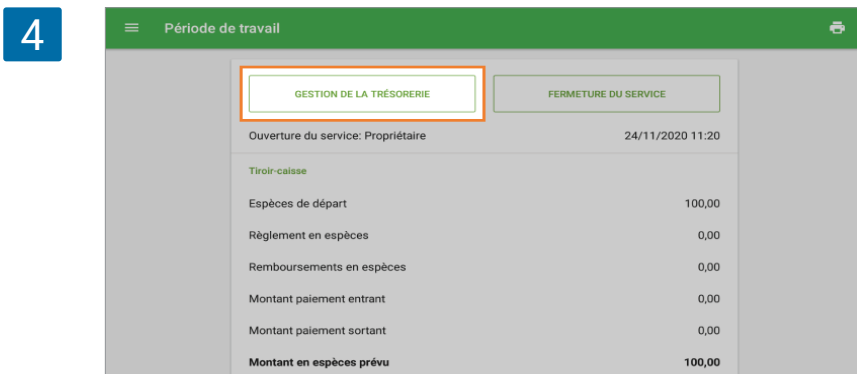 4
Période de travail
GESTION DE LA TRÉSORERIE FERMETURE DU SERVICE
Ouverture du service: Propriétaire 24/11/2020 11:20
Tiroir-caisse
Espèces de départ 100,00
Règlement en espèces 0,00
Remboursements en espèces 0,00
Montant paiement entrant 0,00
Montant paiement sortant 0,00
Montant en espèces prévu 100,00